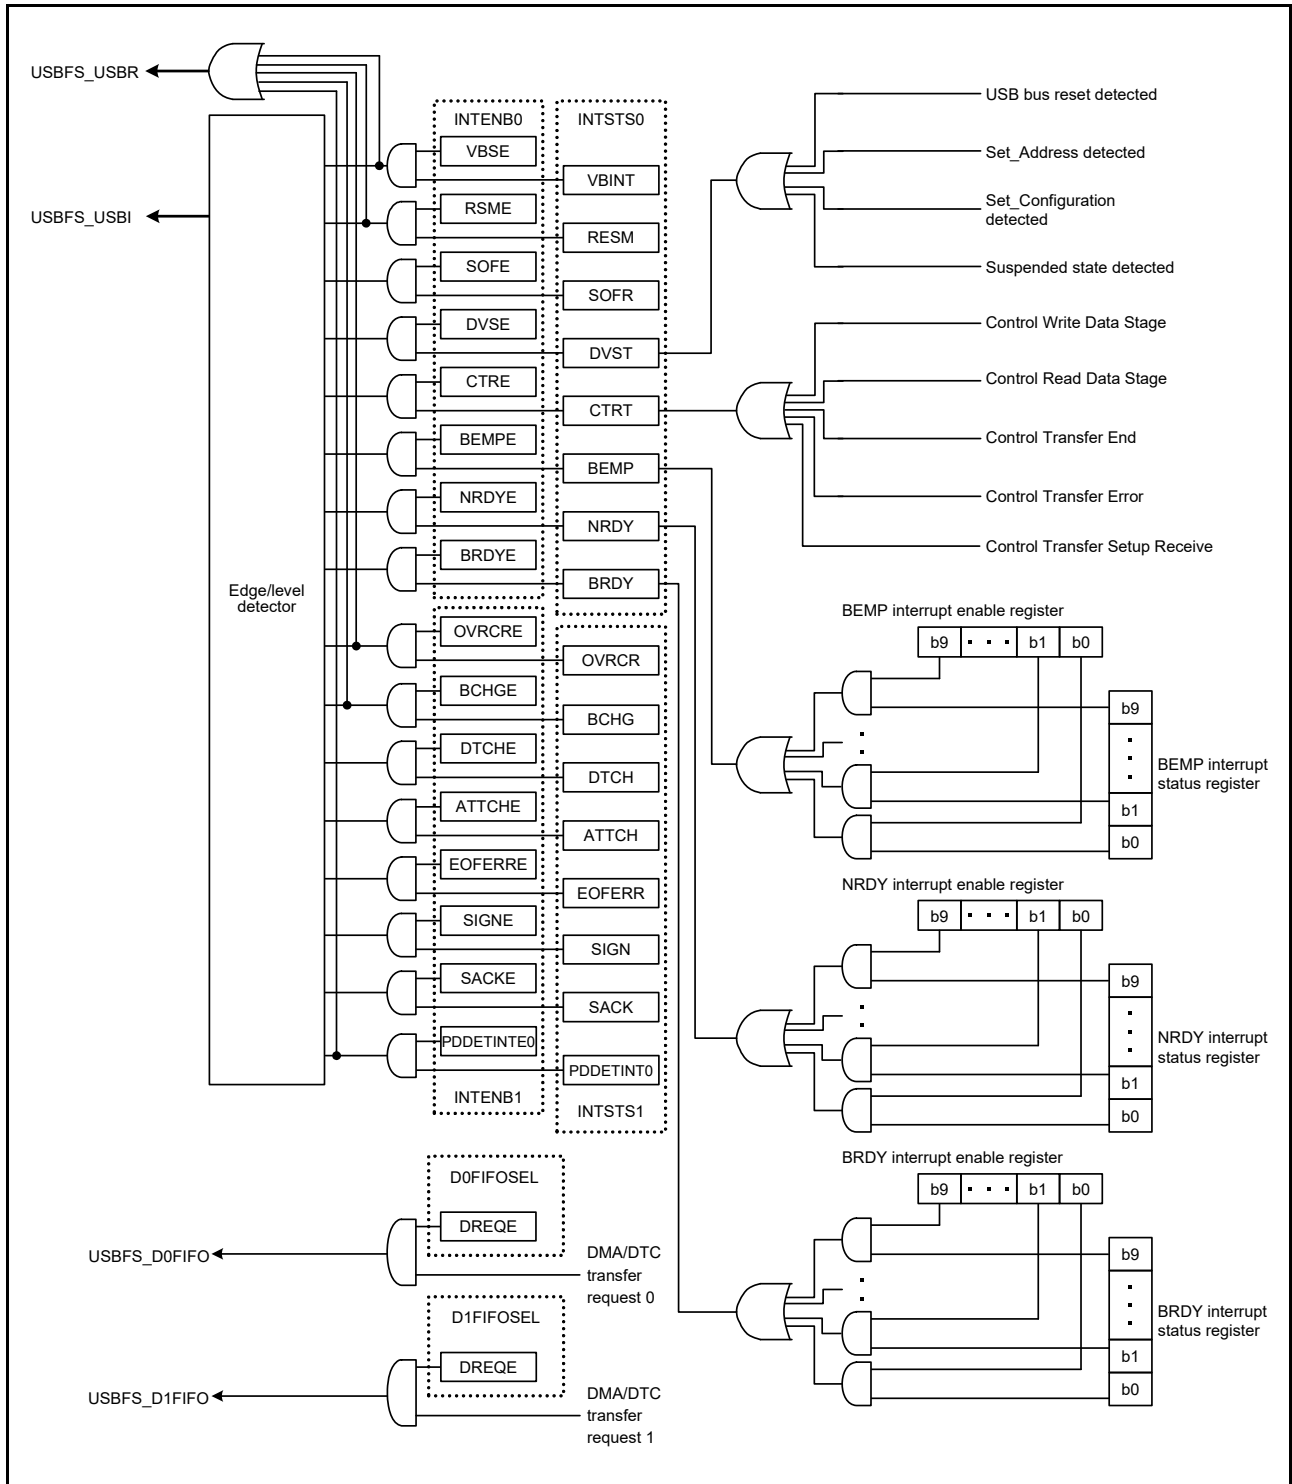 USBFS_USBR
USBFS_USBI
Edge/level
detector
INTENB0
VBSE
RSME
SOFE
DVSE
CTRE
BEMPE
NRDYE
BRDYE
INTSTS0
VBINT
RESM
SOFR
DVST
CTRT
BEMP
NRDY
BRDY
OVRCRE
BCHGE
DTCHE
ATTCHE
EOFERRE
SIGNE
SACKE
PDDETINTE0
INTENB1
OVRCR
BCHG
DTCH
ATTCH
EOFERR
SIGN
SACK
PDDETINT0
INTSTS1
USB bus reset detected
Set_Address detected
Set_Configuration
detected
Suspended state detected
Control Write Data Stage
Control Read Data Stage
Control Transfer End
Control Transfer Error
Control Transfer Setup Receive
BEMP interrupt enable register
b9 · · · b1 b0
b9
b1
b0
BEMP interrupt
status register
NRDY interrupt enable register
b9 · · · b1 b0
b9
b1
b0
NRDY interrupt
status register
BRDY interrupt enable register
b9 · · · b1 b0
b9
b1
b0
BRDY interrupt
status register
D0FIFOSEL
DREQE
USBFS_D0FIFO
DMA/DTC
transfer
request 0
D1FIFOSEL
DREQE
USBFS_D1FIFO
DMA/DTC
transfer
request 1